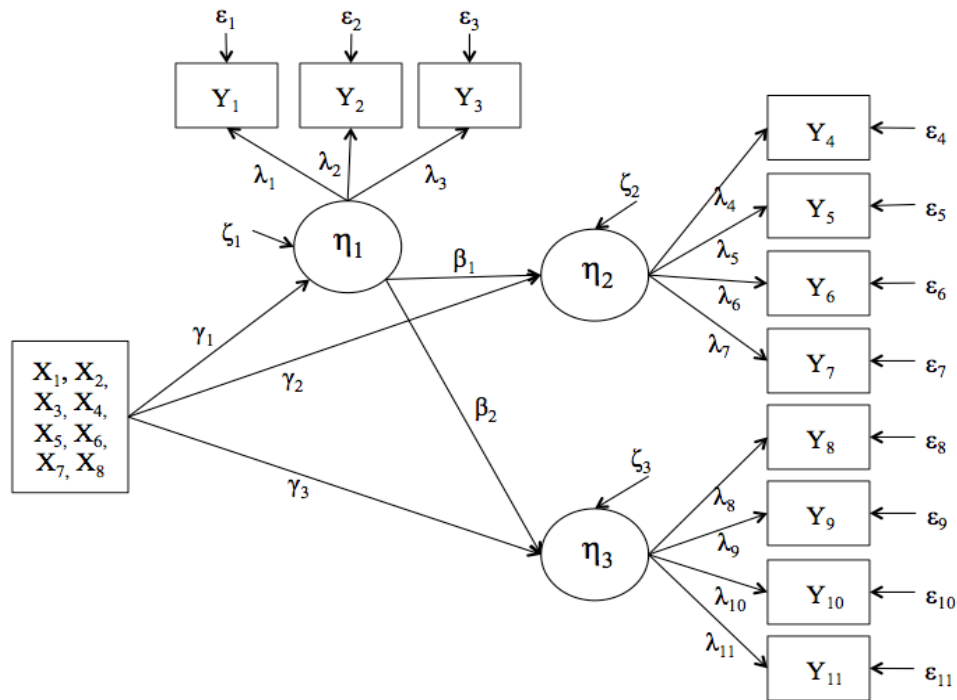 ε₁ ε₂ ε₃
Y₁ Y₂ Y₃
λ₁ λ₂ λ₃
ζ₁
η₁
ζ₂
η₂
β₁
γ₁
γ₂
β₂
γ₃
X₁, X₂,
X₃, X₄,
X₅, X₆,
X₇, X₈
ζ₃
η₃
λ₄
λ₅
λ₆
λ₇
Y₄ ε₄
Y₅ ε₅
Y₆ ε₆
Y₇ ε₇
λ₈
λ₉
λ₁₀
λ₁₁
Y₈ ε₈
Y₉ ε₉
Y₁₀ ε₁₀
Y₁₁ ε₁₁